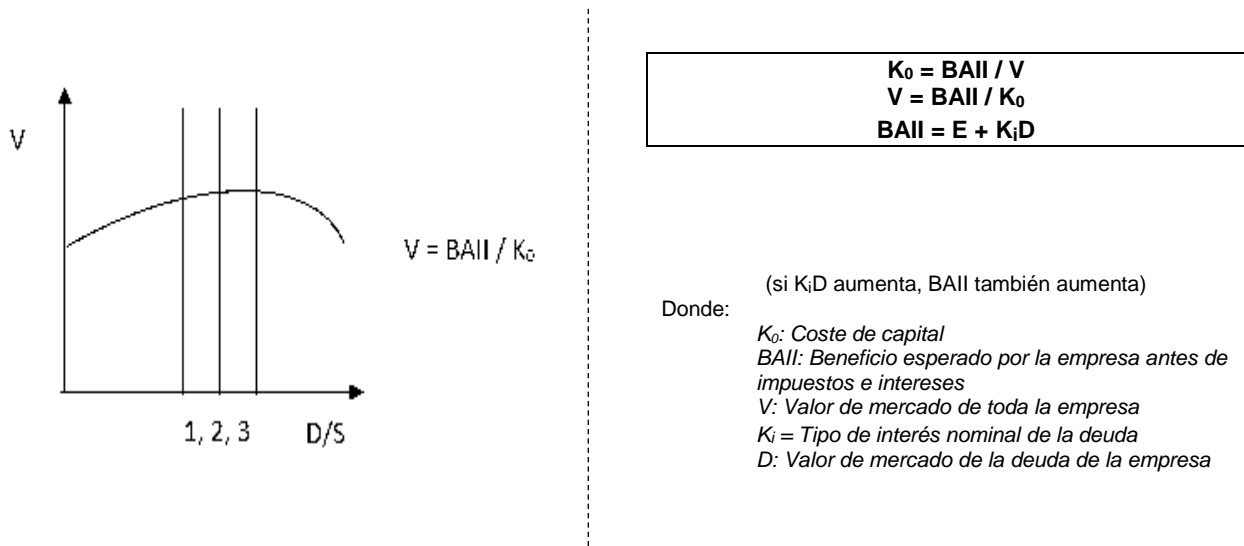 V
V = BAII / K₀
1, 2, 3
D/S
K₀ = BAII / V
V = BAII / K₀
BAII = E + KᵢD
(si KᵢD aumenta, BAII también aumenta)
Donde:
K₀: Coste de capital
BAII: Beneficio esperado por la empresa antes de
impuestos e intereses
V: Valor de mercado de toda la empresa
Kᵢ = Tipo de interés nominal de la deuda
D: Valor de mercado de la deuda de la empresa